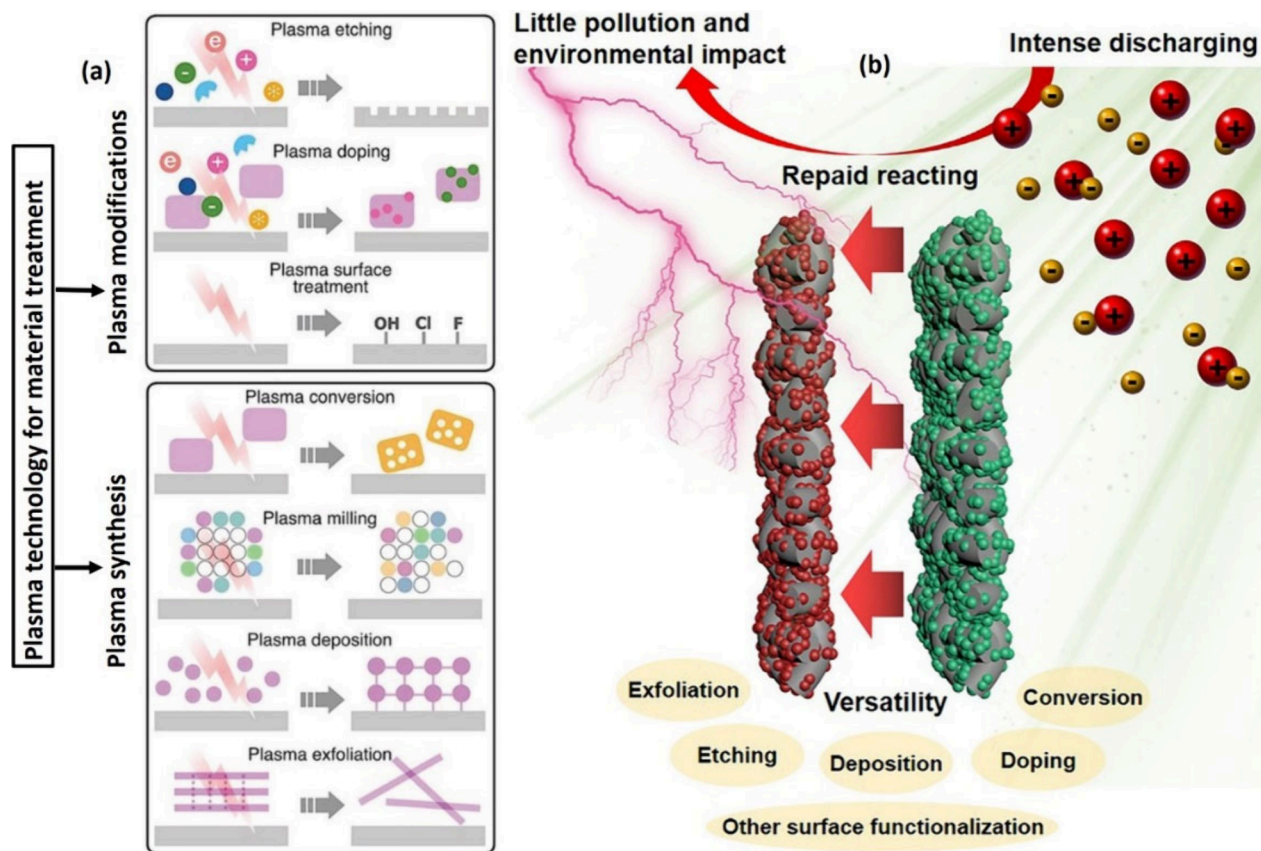 Plasma technology for material treatment
(a)
Plasma modifications
Plasma etching
e
+
-
Plasma doping
e
+
-
Plasma surface
treatment
OH Cl F
Plasma synthesis
Plasma conversion
Plasma milling
Plasma deposition
Plasma exfoliation
Little pollution and
environmental impact
(b)
Intense discharging
Repaid reacting
Exfoliation
Versatility
Conversion
Etching
Deposition
Doping
Other surface functionalization